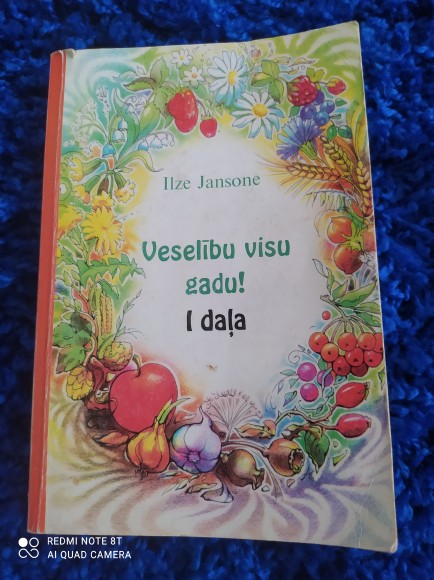 Ilze Jansone
Veselību visu
gadu!
I daļa
REDMI NOTE 8T
AI QUAD CAMERA